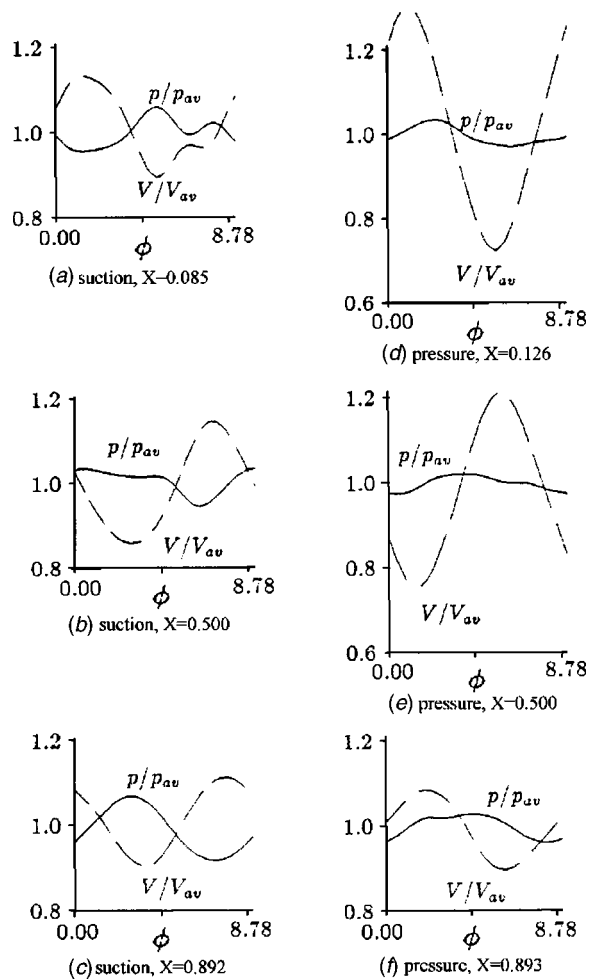 1.2
p/p_av
1.0
V/V_av
0.8
0.00 8.78
ϕ
(a) suction, X=0.085
1.2
p/p_av
1.0
0.8
V/V_av
0.6
0.00 8.78
ϕ
(d) pressure, X=0.126
1.2
p/p_av
1.0
V/V_av
0.8
0.00 8.78
ϕ
(b) suction, X=0.500
1.2
p/p_av
1.0
0.8
V/V_av
0.6
0.00 8.78
ϕ
(e) pressure, X=0.500
1.2
p/p_av
1.0
V/V_av
0.8
0.00 8.78
ϕ
(c) suction, X=0.892
1.2
p/p_av
1.0
V/V_av
0.8
0.00 8.78
ϕ
(f) pressure, X=0.893